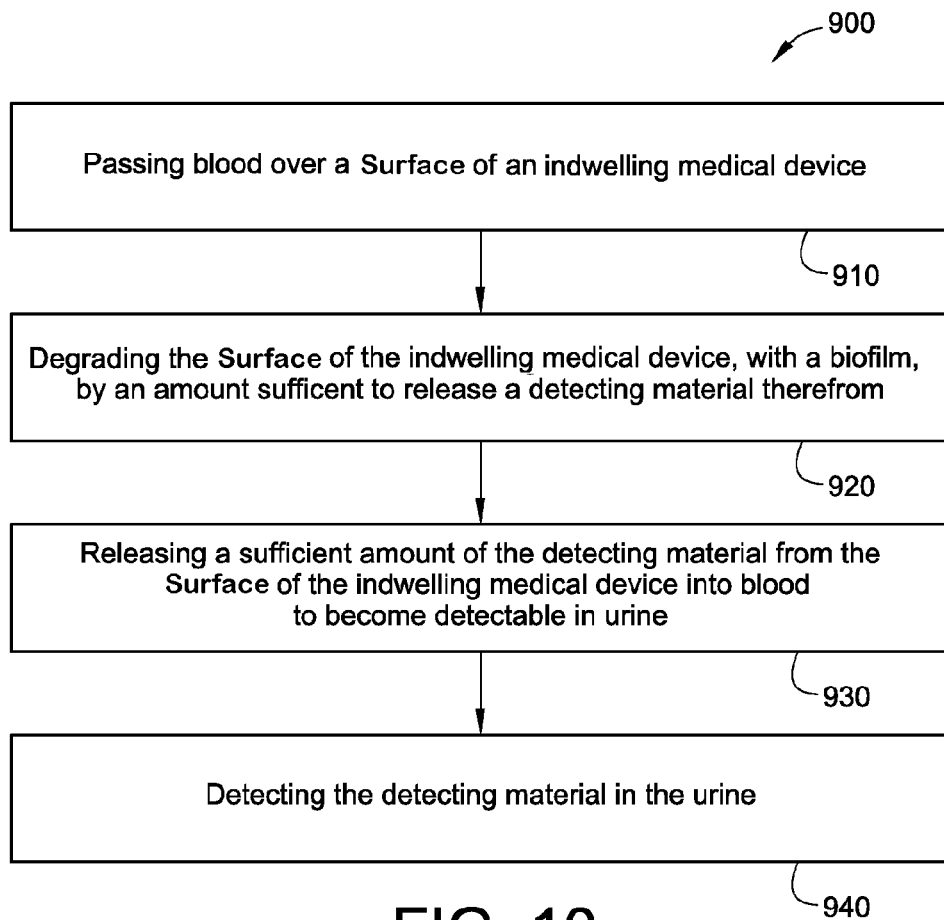 900
Passing blood over a Surface of an indwelling medical device
910
Degrading the Surface of the indwelling medical device, with a biofilm,
by an amount sufficent to release a detecting material therefrom
920
Releasing a sufficient amount of the detecting material from the
Surface of the indwelling medical device into blood
to become detectable in urine
930
Detecting the detecting material in the urine
940